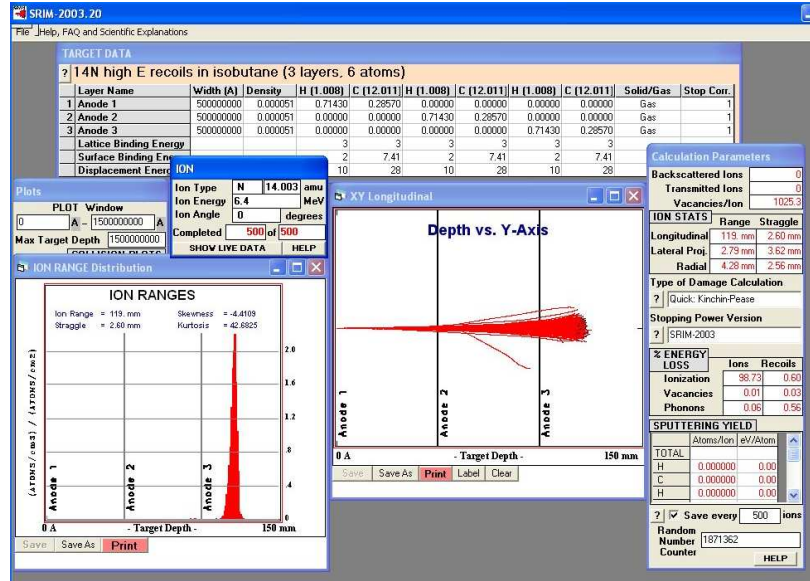 SRIM-2003.20
File Help, FAQ and Scientific Explanations
TARGET DATA
? 14N high E recoils in isobutane (3 layers, 6 atoms)
Layer Name Width (A) Density H (1.008) C (12.011) H (1.008) C (12.011) H (1.008) C (12.011) Solid/Gas Stop Corr.
1 Anode 1 500000000 0.000051 0.71430 0.28570 0.00000 0.00000 0.00000 0.00000 Gas 1
2 Anode 2 500000000 0.000051 0.00000 0.00000 0.71430 0.28570 0.00000 0.00000 Gas 1
3 Anode 3 500000000 0.000051 0.00000 0.00000 0.00000 0.00000 0.71430 0.28570 Gas 1
Lattice Binding Energy 3 3 3 3 3 3
Surface Binding Ene 2 7.41 2 7.41 2 7.41
Displacement Energ 10 28 10 28 10 28
ION
Ion Type N 14.003 amu
Ion Energy 6.4 MeV
Ion Angle 0 degrees
Completed 500 of 500
SHOW LIVE DATA HELP
Plots
PLOT Window
0 A - 1500000000 A
Max Target Depth 1500000000
COLLISION PLOTS
ION RANGE Distribution
ION RANGES
Ion Range = 119. mm Skewness = -4.4109
Straggle = 2.60 mm Kurtosis = 42.6825
(ATOMS/cm3) / (ATOMS/cm2)
2.0
1.6
1.2
.8
.4
0
Anode 1
Anode 2
Anode 3
0 A - Target Depth - 150 mm
Save Save As Print
XY Longitudinal
Depth vs. Y-Axis
Anode 1
Anode 2
Anode 3
0 A - Target Depth - 150 mm
Save Save As Print Label Clear
Calculation Parameters
Backscattered Ions 0
Transmitted Ions 0
Vacancies/Ion 1025.3
ION STATS Range Straggle
Longitudinal 119. mm 2.60 mm
Lateral Proj. 2.79 mm 3.62 mm
Radial 4.28 mm 2.56 mm
Type of Damage Calculation
? Quick: Kinchin-Pease
Stopping Power Version
? SRIM-2003
% ENERGY LOSS Ions Recoils
Ionization 98.73 0.60
Vacancies 0.01 0.03
Phonons 0.06 0.56
SPUTTERING YIELD
Atoms/Ion eV/Atom
TOTAL
H 0.000000 0.00
C 0.000000 0.00
H 0.000000 0.00
? Save every 500 ions
Random
Number 1871362
Counter
HELP